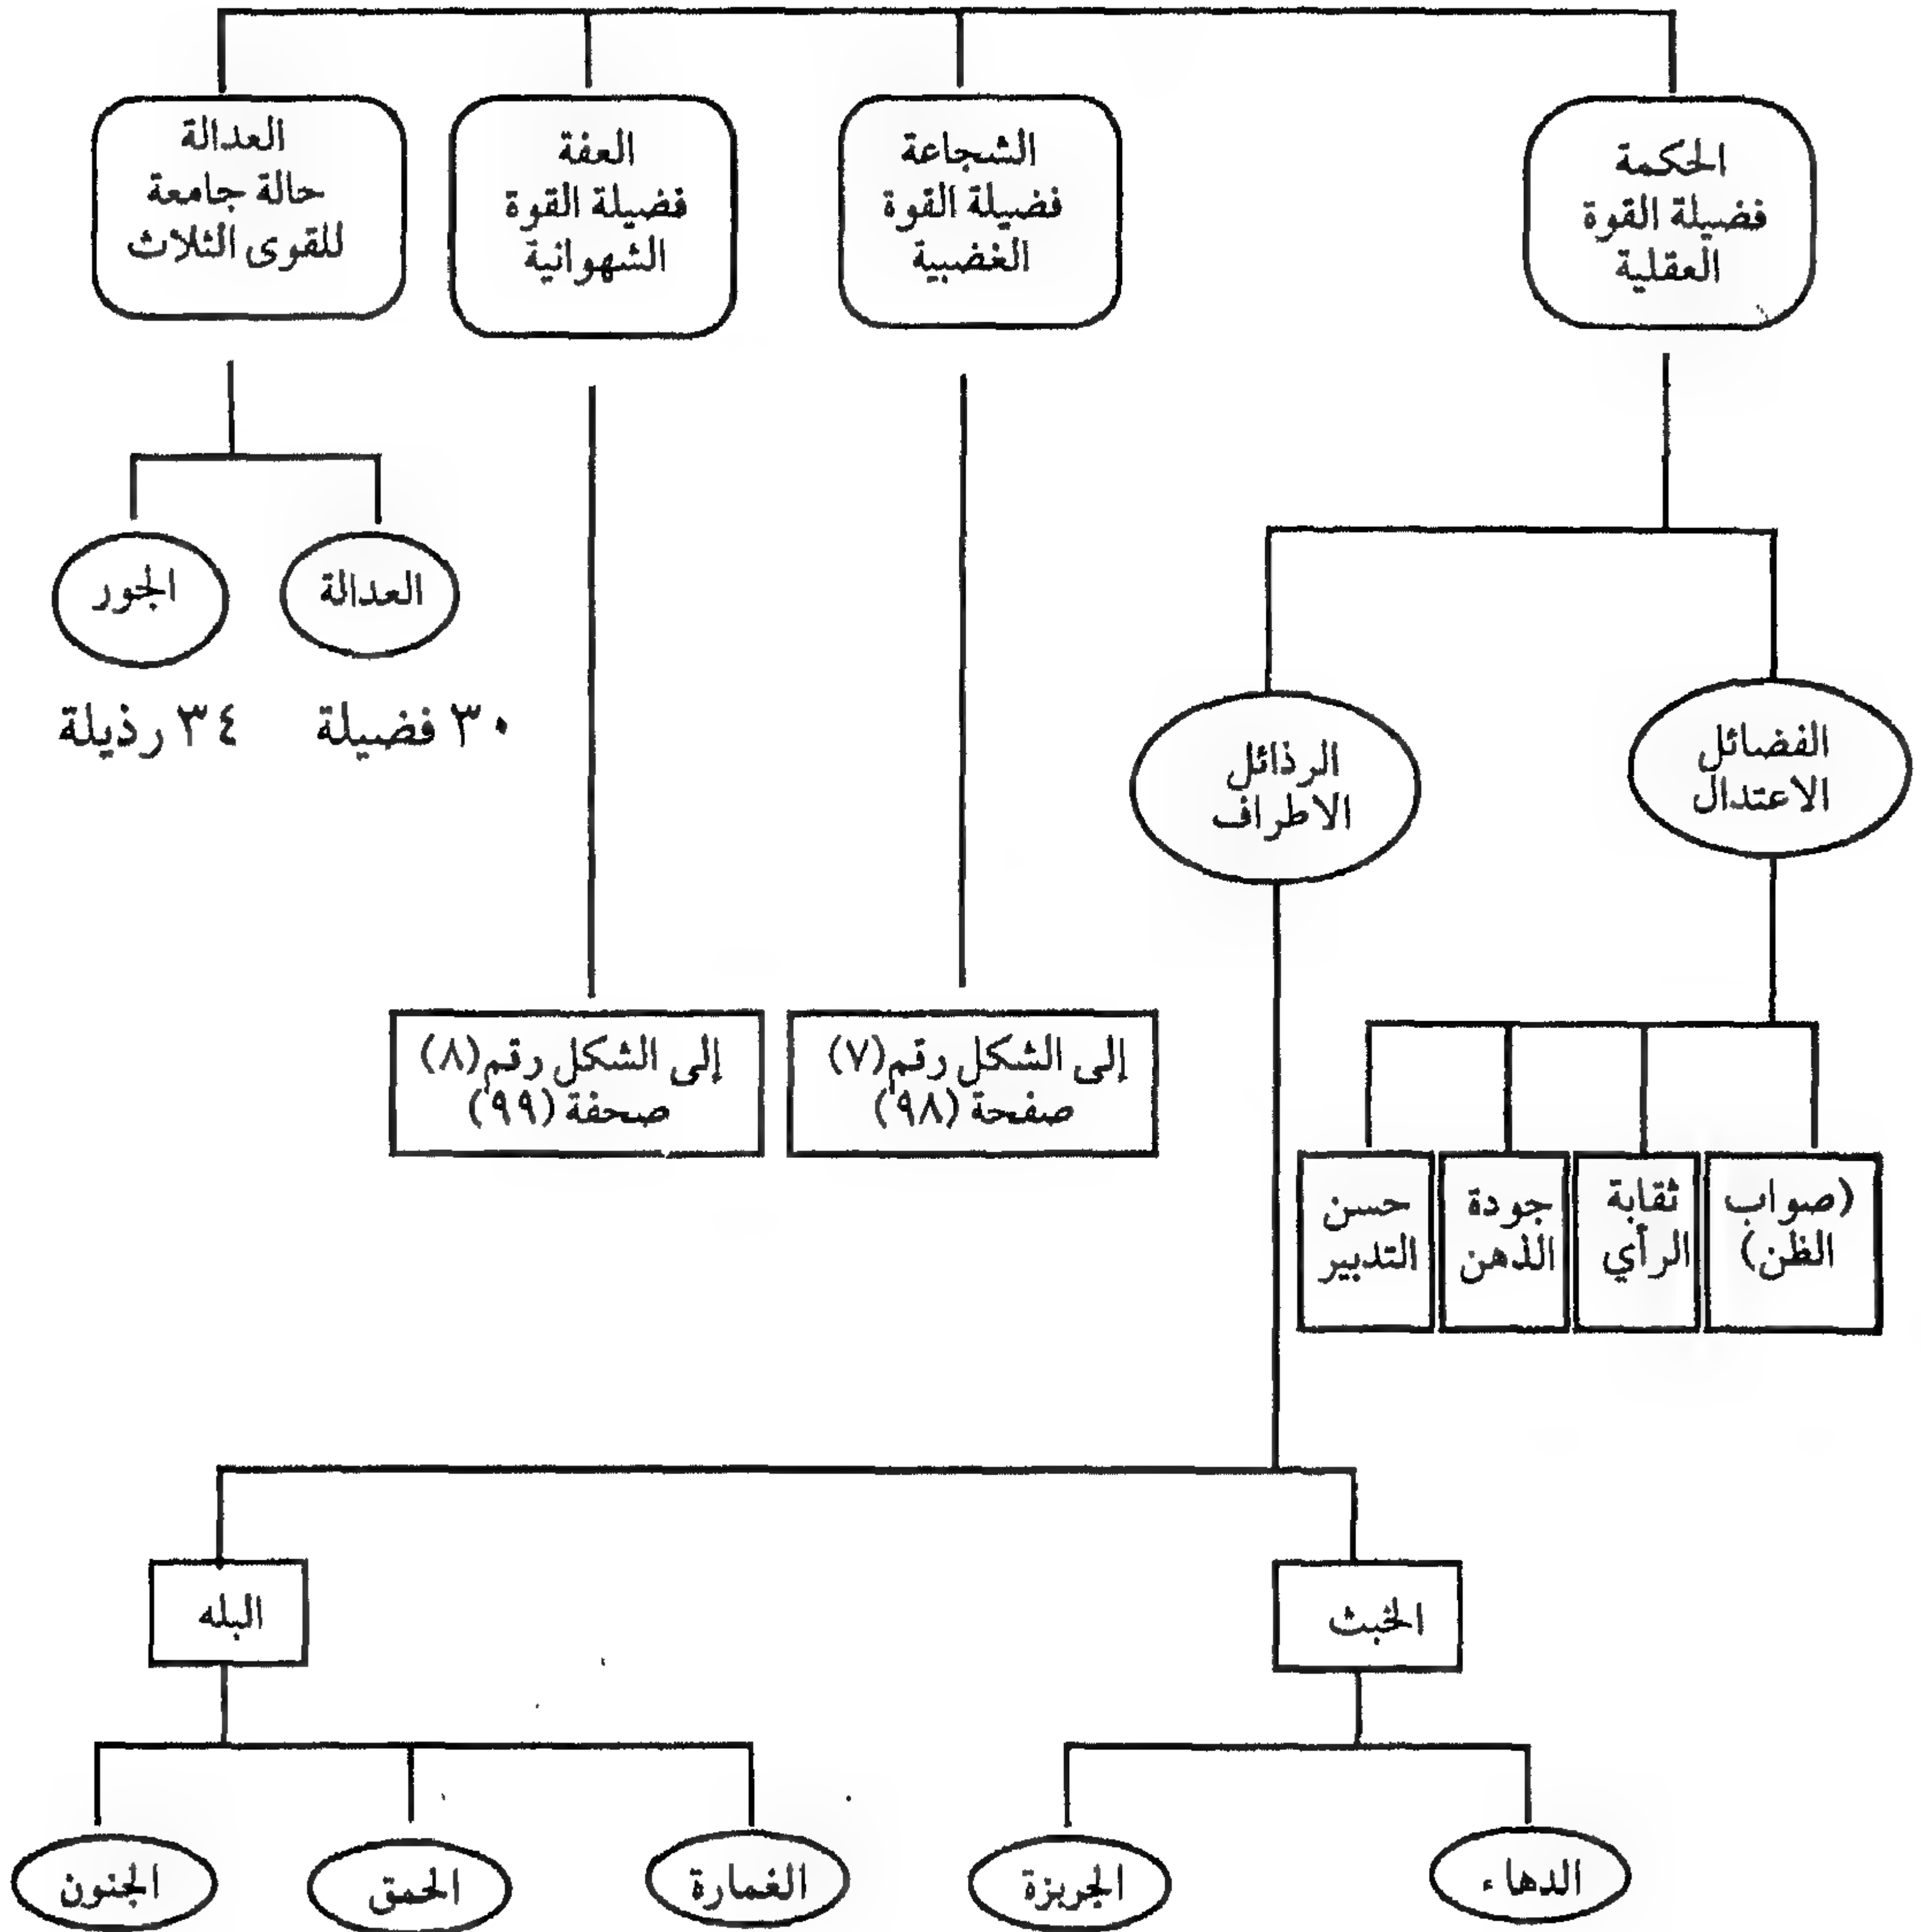 الحكمة
فضيلة القوة
العقلية
الشجاعة
فضيلة القوة
الغضبية
العفة
فضيلة القوة
الشهوانية
العدالة
حالة جامعة
للقوى الثلاث
العدالة
الجور
٣٠ فضيلة
٣٤ رذيلة
الفضائل
الاعتدال
الرذائل
الاطراف
إلى الشكل رقم (٧)
صفحة (٩٨)
إلى الشكل رقم (٨)
صحفة (٩٩)
(صواب
الظن)
ثقابة
الرأي
جودة
الذهن
حسن
التدبير
الخبث
البله
الدهاء
الجربزة
الغمارة
الحمق
الجنون